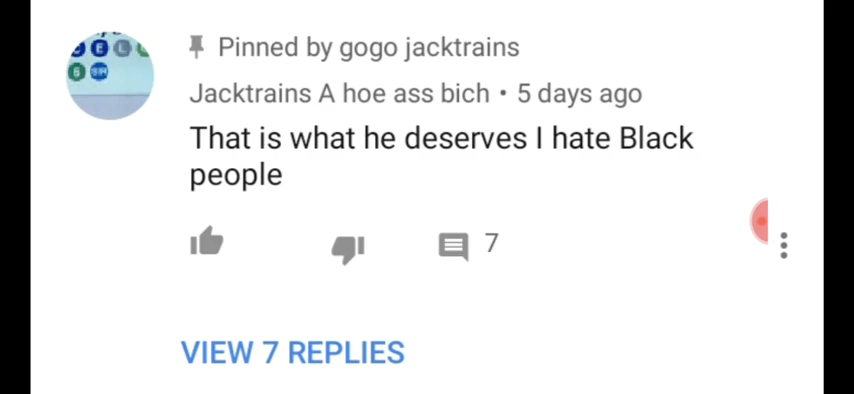 Pinned by gogo jacktrains
Jacktrains A hoe ass bich • 5 days ago
That is what he deserves I hate Black
people
7
VIEW 7 REPLIES